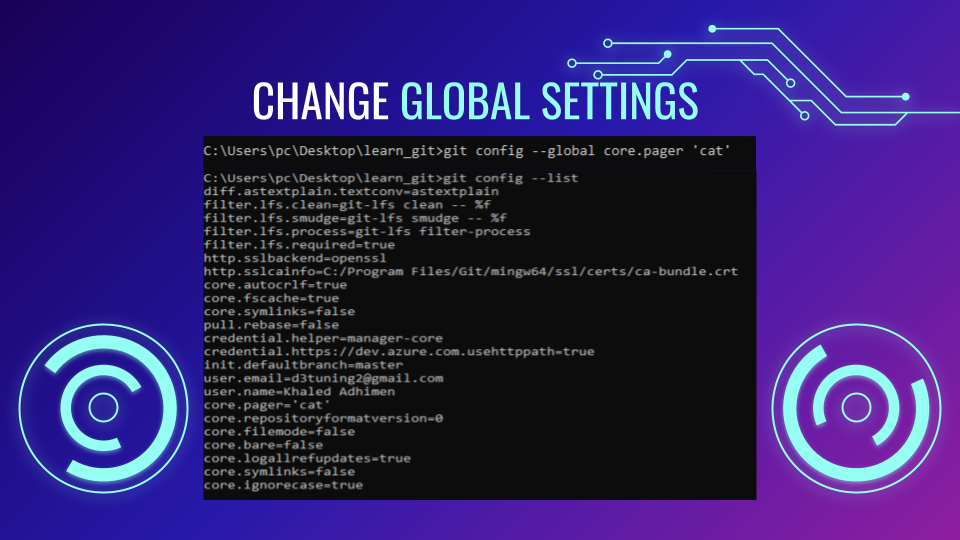 CHANGE GLOBAL SETTINGS
C:\Users\pc\Desktop\learn_git>git config --global core.pager 'cat'
C:\Users\pc\Desktop\learn_git>git config --list
diff.astextplain.textconv=astextplain
filter.lfs.clean=git-lfs clean -- %f
filter.lfs.smudge=git-lfs smudge -- %f
filter.lfs.process=git-lfs filter-process
filter.lfs.required=true
http.sslbackend=openssl
http.sslcainfo=C:/Program Files/Git/mingw64/ssl/certs/ca-bundle.crt
core.autocrlf=true
core.fscache=true
core.symlinks=false
pull.rebase=false
credential.helper=manager-core
credential.https://dev.azure.com.usehttppath=true
init.defaultbranch=master
user.email=d3tuning2@gmail.com
user.name=Khaled Adhimen
core.pager='cat'
core.repositoryformatversion=0
core.filemode=false
core.bare=false
core.logallrefupdates=true
core.symlinks=false
core.ignorecase=true